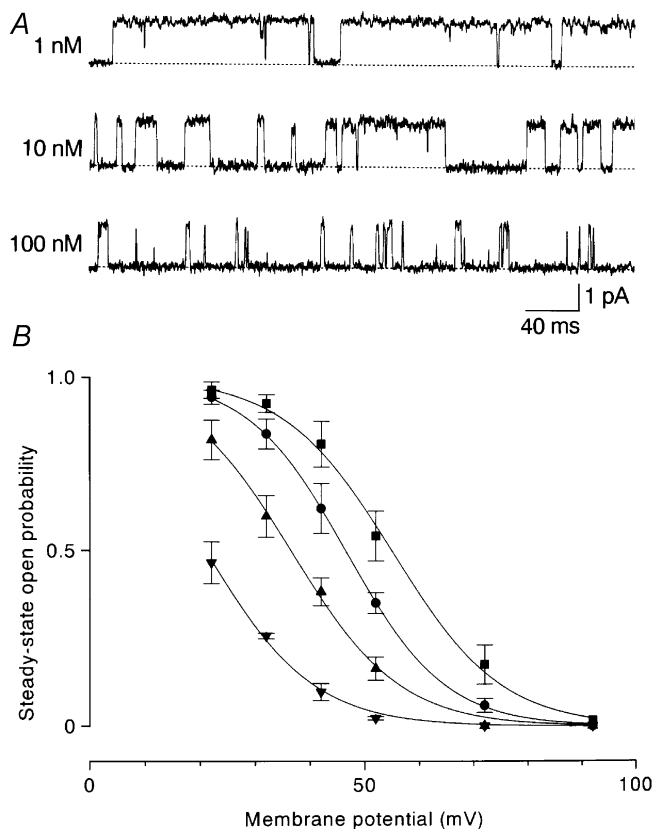 A
1 nM
10 nM
100 nM
1 pA
40 ms
B
1.0
0.5
0
Steady-state open probability
0
50
100
Membrane potential (mV)